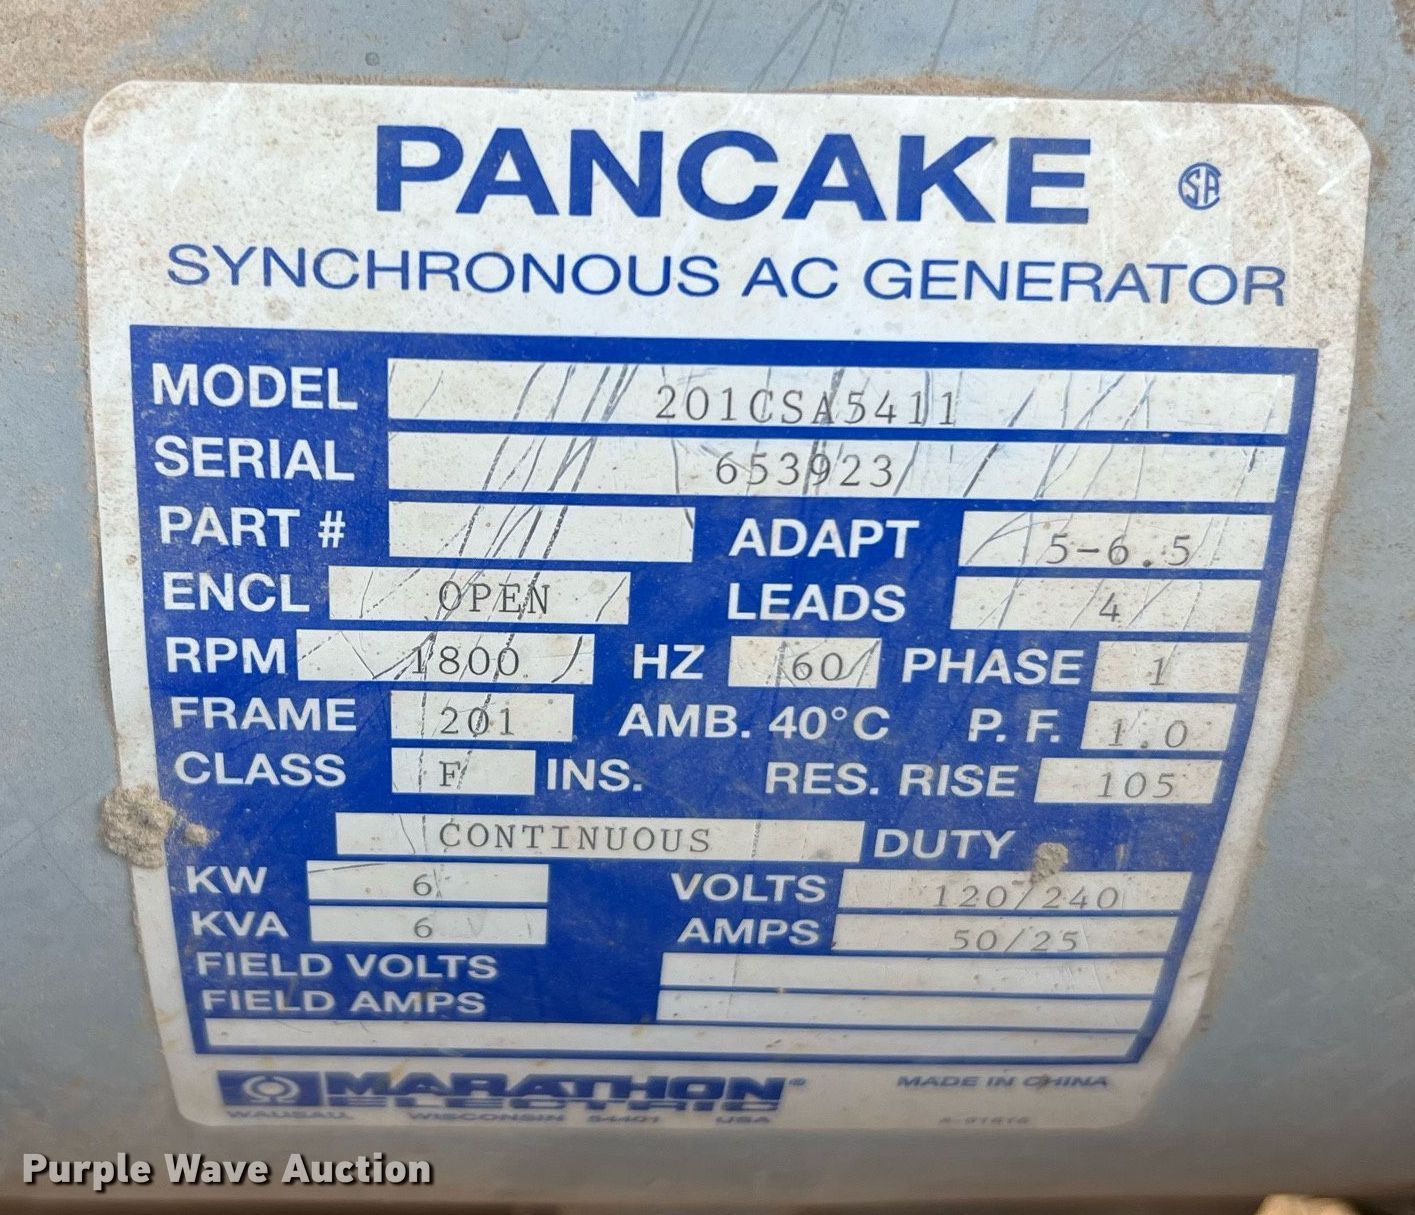 PANCAKE
SA
SYNCHRONOUS AC GENERATOR
MODEL 201CSA5411
SERIAL 653923
PART # ADAPT 5-6.5
ENCL OPEN LEADS 4
RPM 1800 HZ 60 PHASE 1
FRAME 201 AMB. 40°C P. F. 1.0
CLASS F INS. RES. RISE 105
CONTINUOUS DUTY
KW 6 VOLTS 120/240
KVA 6 AMPS 50/25
FIELD VOLTS
FIELD AMPS
MARATHON® MADE IN CHINA
ELECTRIC
WAUSAU, WISCONSIN 54401 USA
Purple Wave Auction